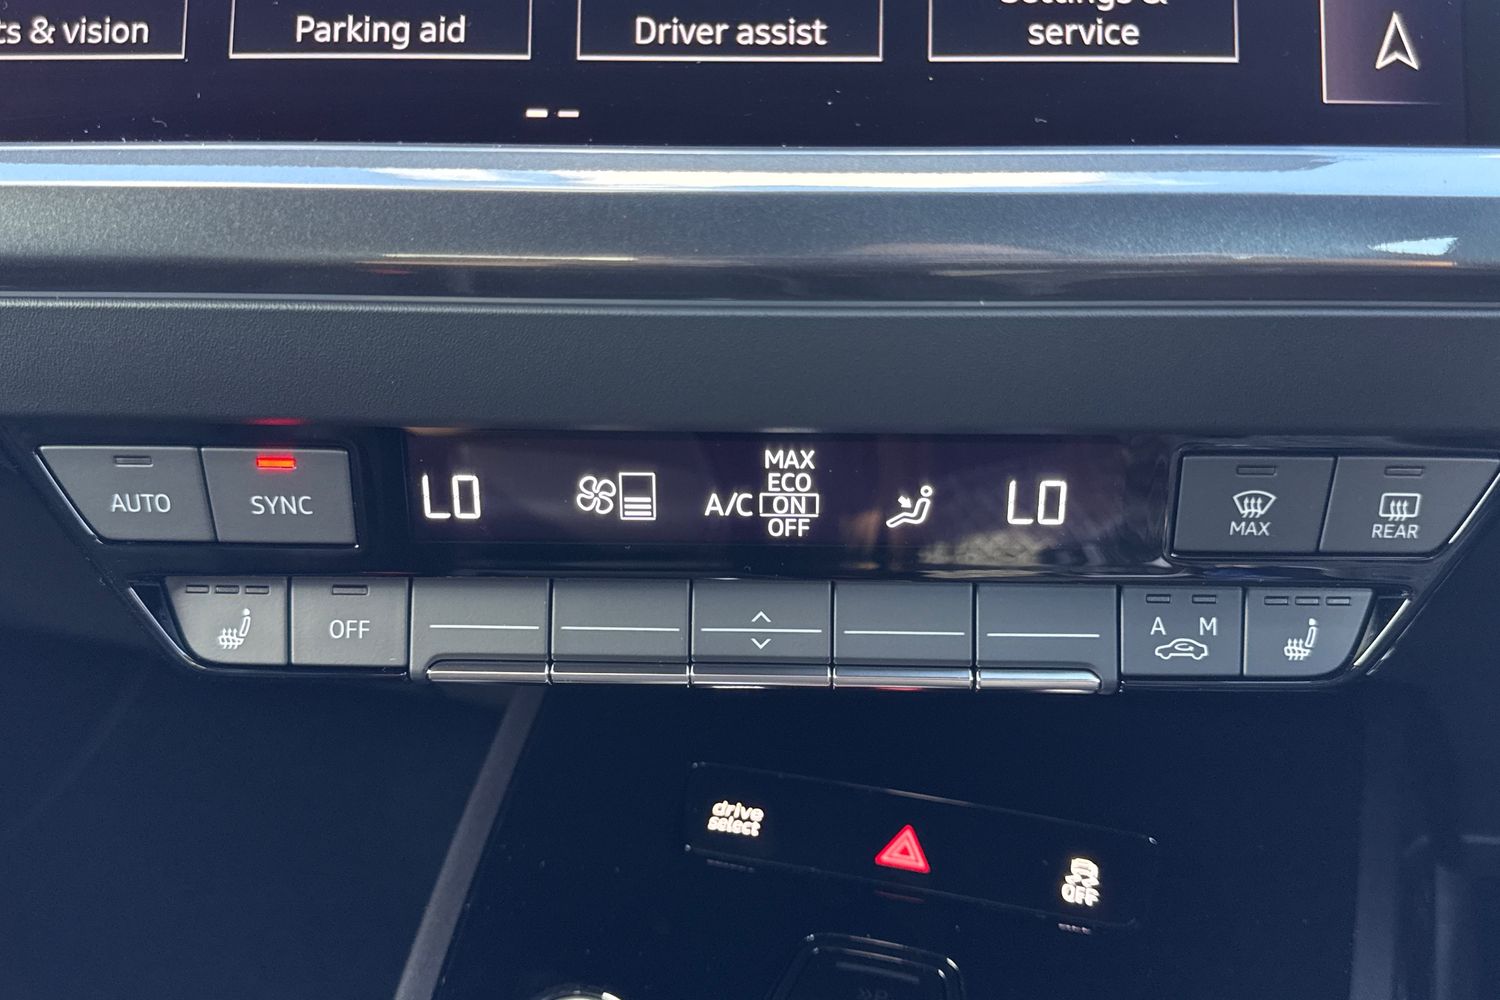 ts & vision
Parking aid
Driver assist
Settings &
service
AUTO
SYNC
LO
A/C
MAX
ECO
ON
OFF
LO
MAX
REAR
OFF
A M
drive
select
OFF